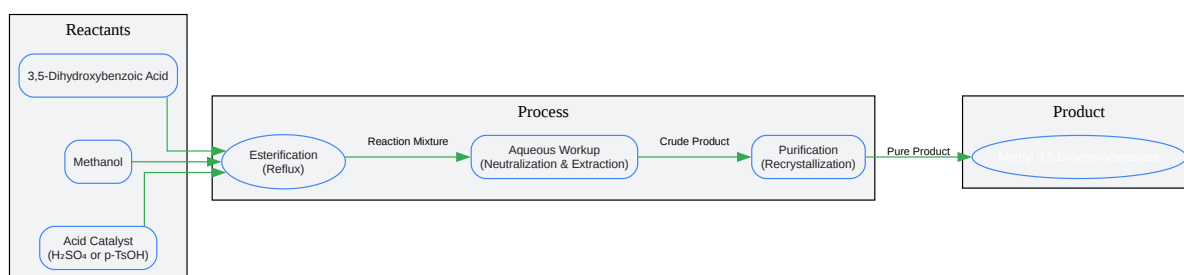 Reactants
3,5-Dihydroxybenzoic Acid
Methanol
Acid Catalyst
(H₂SO₄ or p-TsOH)
Process
Esterification
(Reflux)
Reaction Mixture
Aqueous Workup
(Neutralization & Extraction)
Crude Product
Purification
(Recrystallization)
Pure Product
Product
Methyl 3,5-Dihydroxybenzoate